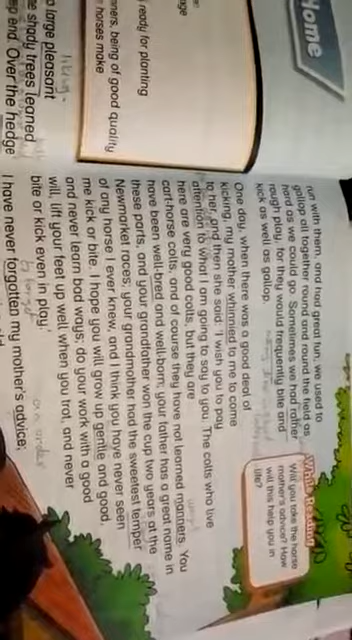 Home
ready for planting
nners, being of good quality
horses make
large pleasant
shady trees leaned
ep end. Over the hedge
run with them, and had great fun; we used to
gallop all together round and round the field as
hard as we could go. Sometimes we had rather
rough play, for they would frequently bite and
kick as well as gallop.
One day, when there was a good deal of
kicking, my mother whinnied to me to come
to her, and then she said: 'I wish you to pay
attention to what I am going to say to you. The colts who live
here are very good colts, but they are
cart-horse colts, and of course they have not learned manners. You
have been well-bred and well-born; your father has a great name in
these parts, and your grandfather won the cup two years at the
Newmarket races; your grandmother had the sweetest temper
of any horse I ever knew, and I think you have never seen
me kick or bite. I hope you will grow up gentle and good,
and never learn bad ways; do your work with a good
will, lift your feet up well when you trot, and never
bite or kick even in play.'
I have never forgotten my mother's advice;
While Reading
Will you take the horse
mother's advice? How
will this help you in
life?